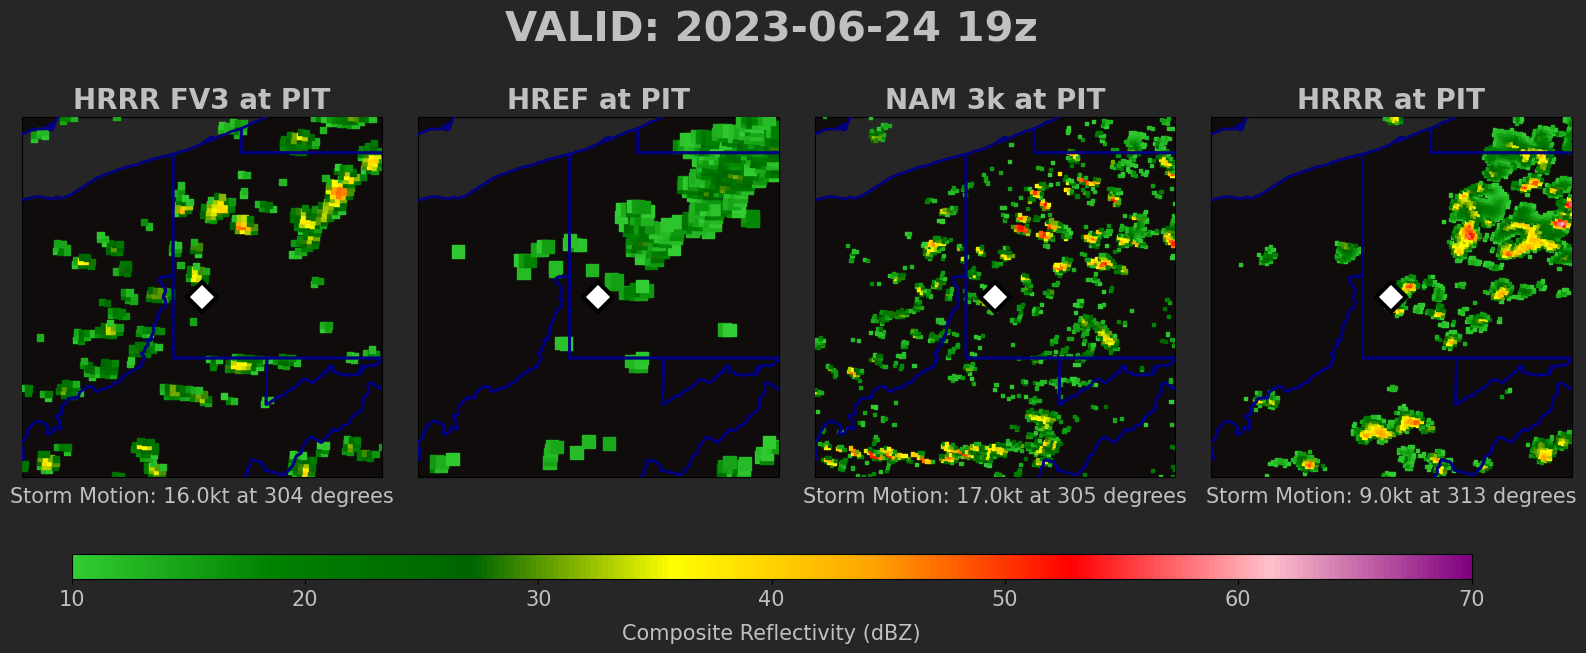 VALID: 2023-06-24 19z
HRRR FV3 at PIT
HREF at PIT
NAM 3k at PIT
HRRR at PIT
Storm Motion: 16.0kt at 304 degrees
Storm Motion: 17.0kt at 305 degrees
Storm Motion: 9.0kt at 313 degrees
10 20 30 40 50 60 70
Composite Reflectivity (dBZ)